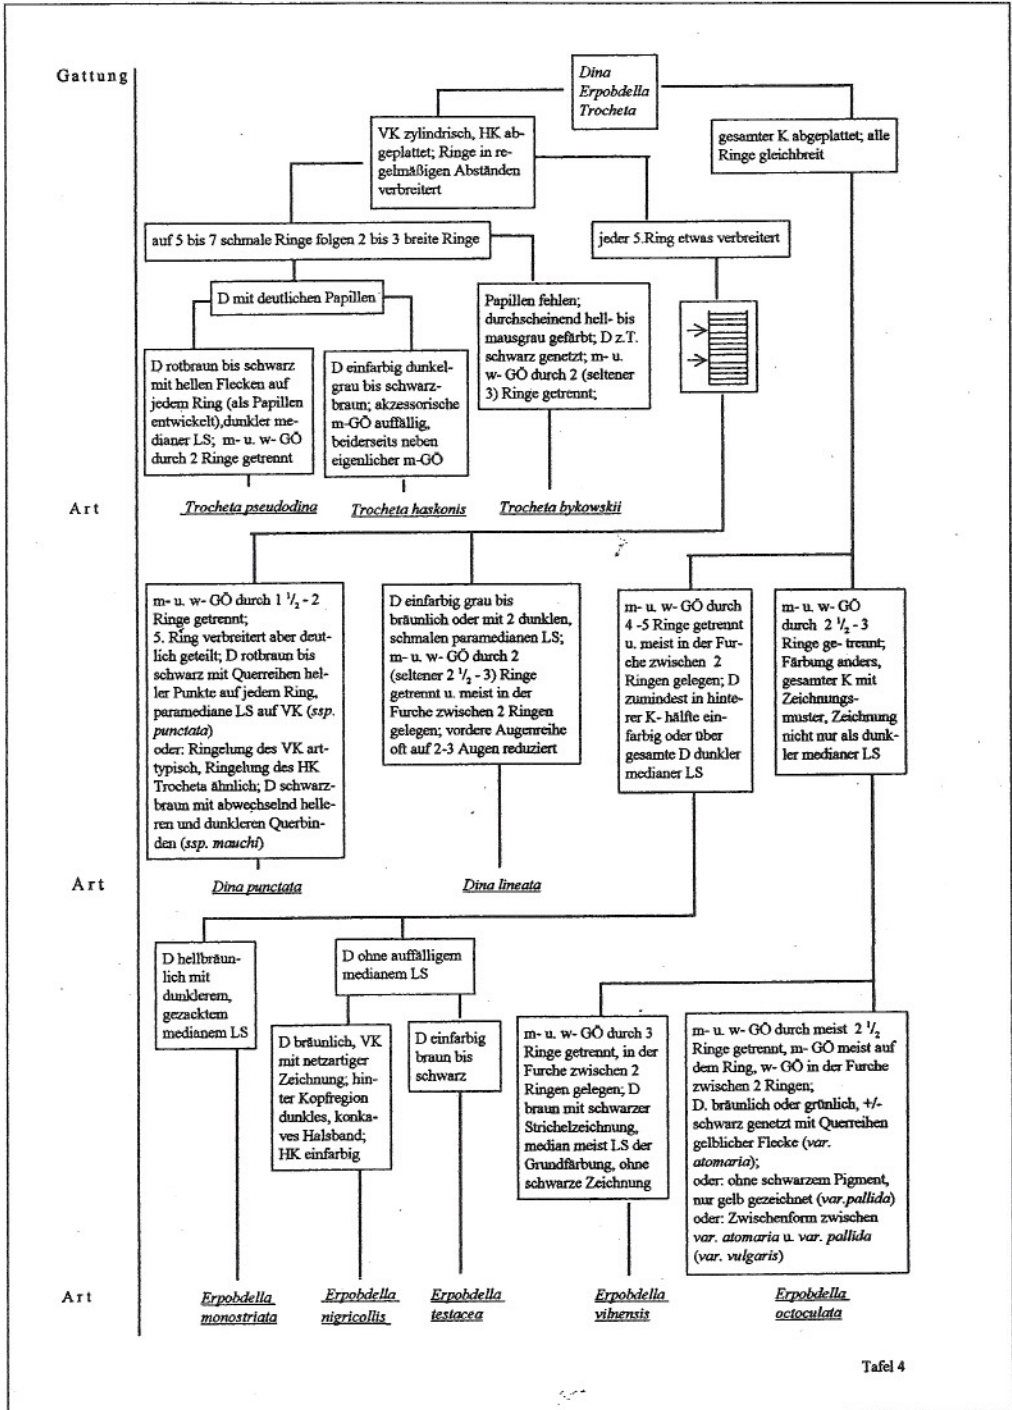 Gattung
Dina
Erpobdella
Trocheta
VK zylindrisch, HK ab-
geplattet; Ringe in re-
gelmäßigen Abständen
verbreitert
gesamter K abgeplattet; alle
Ringe gleichbreit
auf 5 bis 7 schmale Ringe folgen 2 bis 3 breite Ringe
jeder 5.Ring etwas verbreitert
D mit deutlichen Papillen
Papillen fehlen;
durchscheinend hell- bis
mausgrau gefärbt; D z.T.
schwarz genetzt; m- u.
w- GÖ durch 2 (seltener
3) Ringe getrennt;
D rotbraun bis schwarz
mit hellen Flecken auf
jedem Ring (als Papillen
entwickelt),dunkler me-
dianer LS; m- u. w- GÖ
durch 2 Ringe getrennt
D einfarbig dunkel-
grau bis schwarz-
braun; akzessorische
m-GÖ auffällig,
beiderseits neben
eigenlicher m-GÖ
Art
Trocheta pseudodina
Trocheta haskonis
Trocheta bykowskii
m- u. w- GÖ durch 1 1/2 - 2
Ringe getrennt;
5. Ring verbreitert aber deut-
lich geteilt; D rotbraun bis
schwarz mit Querreihen hel-
ler Punkte auf jedem Ring,
paramediane LS auf VK (ssp.
punctata)
oder: Ringelung des VK art-
typisch, Ringelung des HK
Trocheta ähnlich; D schwarz-
braun mit abwechselnd helle-
ren und dunkleren Querbin-
den (ssp. mauchi)
D einfarbig grau bis
bräunlich oder mit 2 dunklen,
schmalen paramedianen LS;
m- u. w- GÖ durch 2
(seltener 2 1/2 - 3) Ringe
getrennt u. meist in der
Furche zwischen 2 Ringen
gelegen; vordere Augenreihe
oft auf 2-3 Augen reduziert
m- u. w- GÖ durch
4 -5 Ringe getrennt
u. meist in der Fur-
che zwischen 2
Ringen gelegen; D
zumindest in hinte-
rer K- hälfte ein-
farbig oder über
gesamte D dunkler
medianer LS
m- u. w- GÖ
durch 2 1/2 - 3
Ringe ge- trennt;
Färbung anders,
gesamter K mit
Zeichnungs-
muster, Zeichnung
nicht nur als dunk-
ler medianer LS
Art
Dina punctata
Dina lineata
D hellbräun-
lich mit
dunklerem,
gezacktem
medianem LS
D ohne auffälligem
medianem LS
D bräunlich, VK
mit netzartiger
Zeichnung; hin-
ter Kopfregion
dunkles, konka-
ves Halsband;
HK einfarbig
D einfarbig
braun bis
schwarz
m- u. w- GÖ durch 3
Ringe getrennt, in der
Furche zwischen 2
Ringen gelegen; D
braun mit schwarzer
Strichelzeichnung,
median meist LS der
Grundfärbung, ohne
schwarze Zeichnung
m- u. w- GÖ durch meist 2 1/2
Ringe getrennt, m- GÖ meist auf
dem Ring, w- GÖ in der Furche
zwischen 2 Ringen;
D. bräunlich oder grünlich, +/-
schwarz genetzt mit Querreihen
gelblicher Flecke (var.
atomaria);
oder: ohne schwarzem Pigment,
nur gelb gezeichnet (var.pallida)
oder: Zwischenform zwischen
var. atomaria u. var. pallida
(var. vulgaris)
Art
Erpobdella
monostriata
Erpobdella
nigricollis
Erpobdella
testacea
Erpobdella
vilnensis
Erpobdella
octoculata
Tafel 4